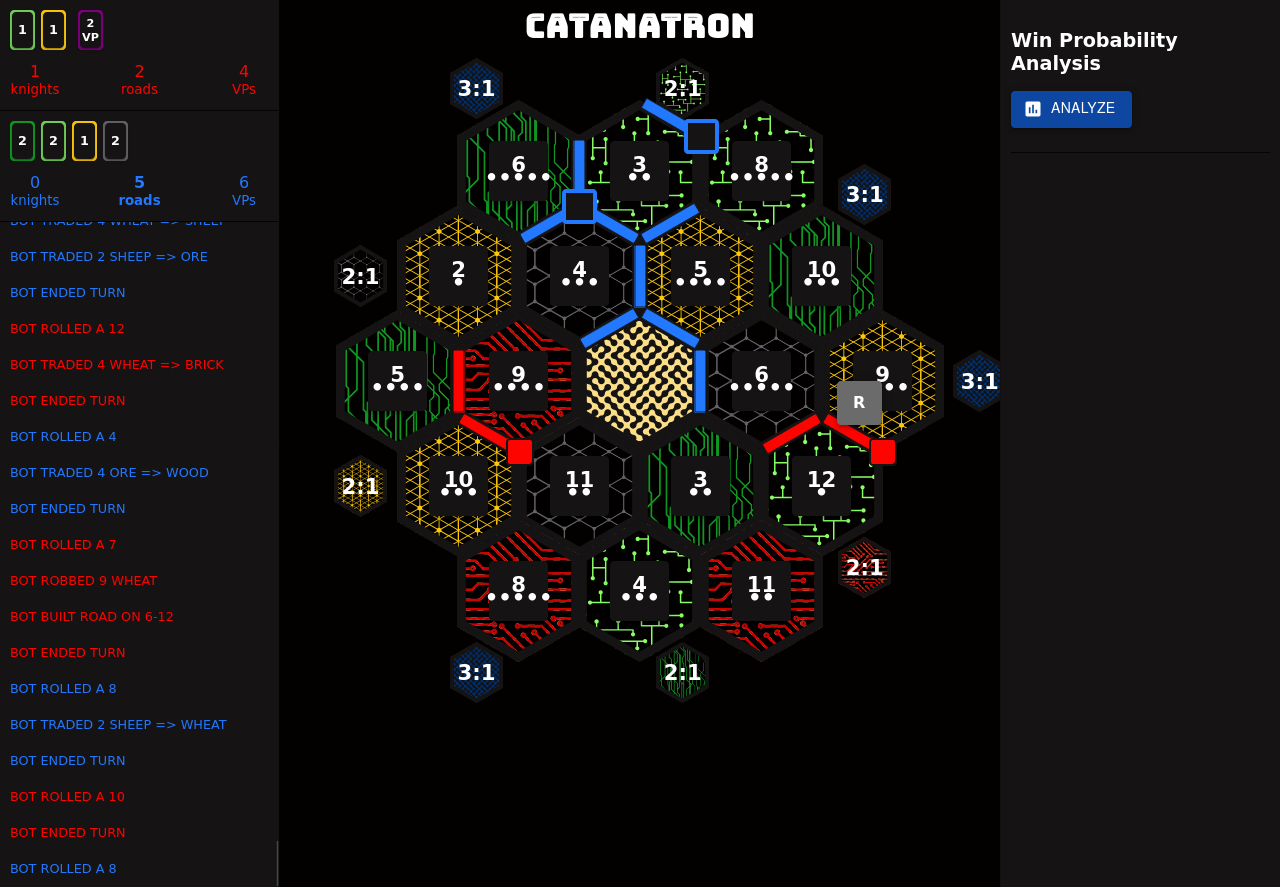 CATANATRON
1 1 2 VP
1 2 4
knights roads VPs
2 2 1 2
0 5 6
knights roads VPs
BOT TRADED 4 WHEAT => SHEEP
BOT TRADED 2 SHEEP => ORE
BOT ENDED TURN
BOT ROLLED A 12
BOT TRADED 4 WHEAT => BRICK
BOT ENDED TURN
BOT ROLLED A 4
BOT TRADED 4 ORE => WOOD
BOT ENDED TURN
BOT ROLLED A 7
BOT ROBBED 9 WHEAT
BOT BUILT ROAD ON 6-12
BOT ENDED TURN
BOT ROLLED A 8
BOT TRADED 2 SHEEP => WHEAT
BOT ENDED TURN
BOT ROLLED A 10
BOT ENDED TURN
BOT ROLLED A 8
3:1 2:1
6 3 8
3:1
2:1 2 4 5 10
5 9 6 9 3:1
R
2:1 10 11 3 12
8 4 11 2:1
3:1 2:1
Win Probability
Analysis
ANALYZE